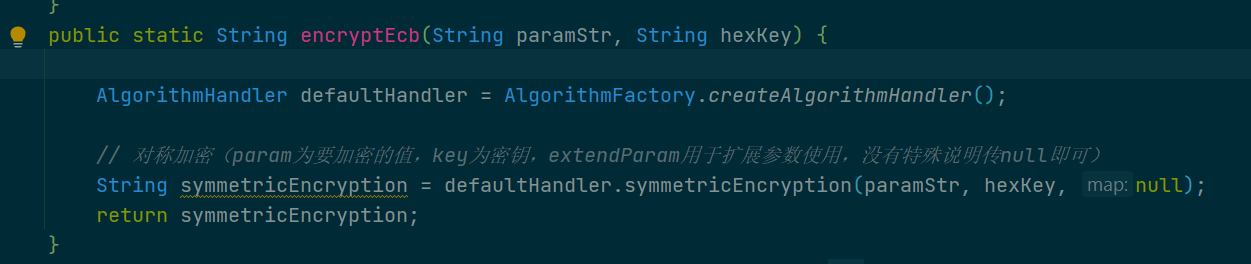 }
public static String encryptEcb(String paramStr, String hexKey) {
AlgorithmHandler defaultHandler = AlgorithmFactory.createAlgorithmHandler();
// 对称加密（param为要加密的值，key为密钥，extendParam用于扩展参数使用，没有特殊说明传null即可）
String symmetricEncryption = defaultHandler.symmetricEncryption(paramStr, hexKey, map: null);
return symmetricEncryption;
}